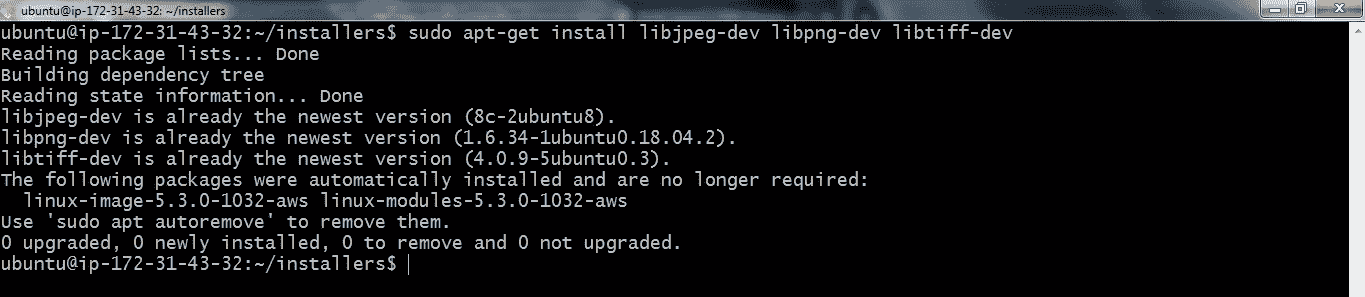 ubuntu@ip-172-31-43-32: ~/installers
ubuntu@ip-172-31-43-32:~/installers$ sudo apt-get install libjpeg-dev libpng-dev libtiff-dev
Reading package lists... Done
Building dependency tree
Reading state information... Done
libjpeg-dev is already the newest version (8c-2ubuntu8).
libpng-dev is already the newest version (1.6.34-1ubuntu0.18.04.2).
libtiff-dev is already the newest version (4.0.9-5ubuntu0.3).
The following packages were automatically installed and are no longer required:
  linux-image-5.3.0-1032-aws linux-modules-5.3.0-1032-aws
Use 'sudo apt autoremove' to remove them.
0 upgraded, 0 newly installed, 0 to remove and 0 not upgraded.
ubuntu@ip-172-31-43-32:~/installers$